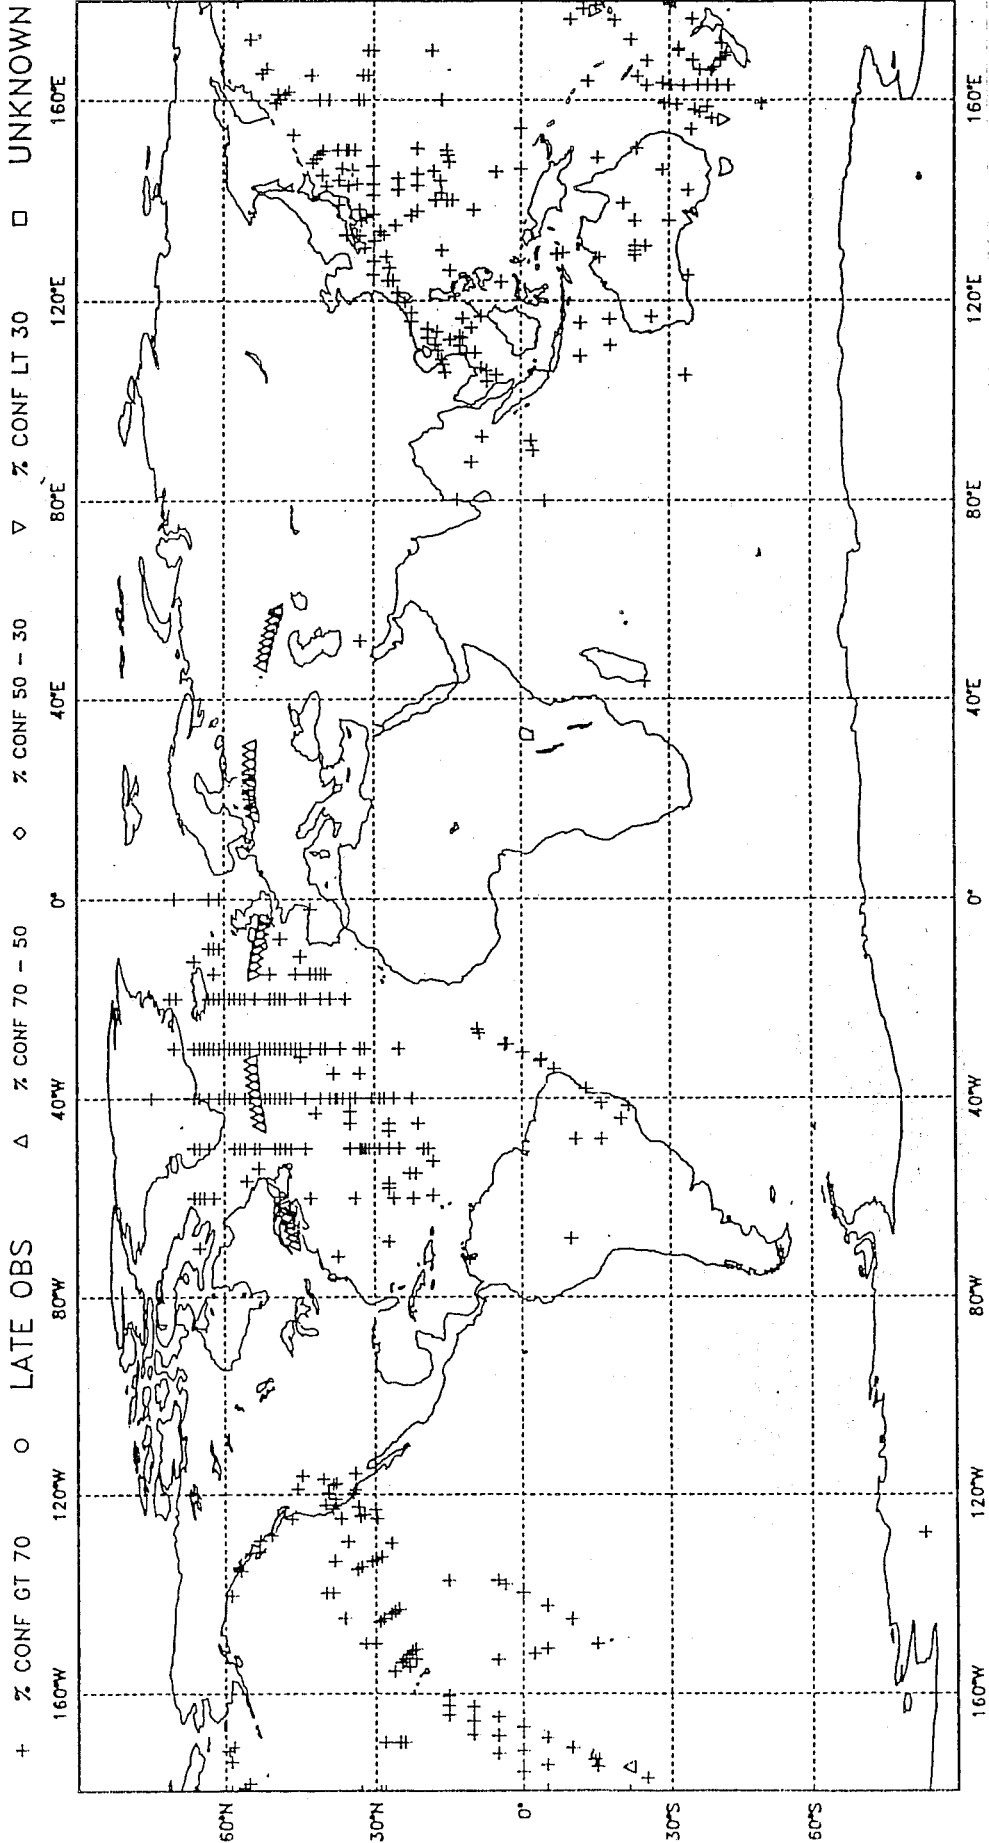 + % CONF GT 70 ○ LATE OBS △ % CONF 70 - 50 ◇ % CONF 50 - 30 ▽ % CONF LT 30 □ UNKNOWN
160°W 120°W 80°W 40°W 0° 40°E 80°E 120°E 160°E
60°N
30°N
0°
30°S
60°S
160°W 120°W 80°W 40°W 0° 40°E 80°E 120°E 160°E